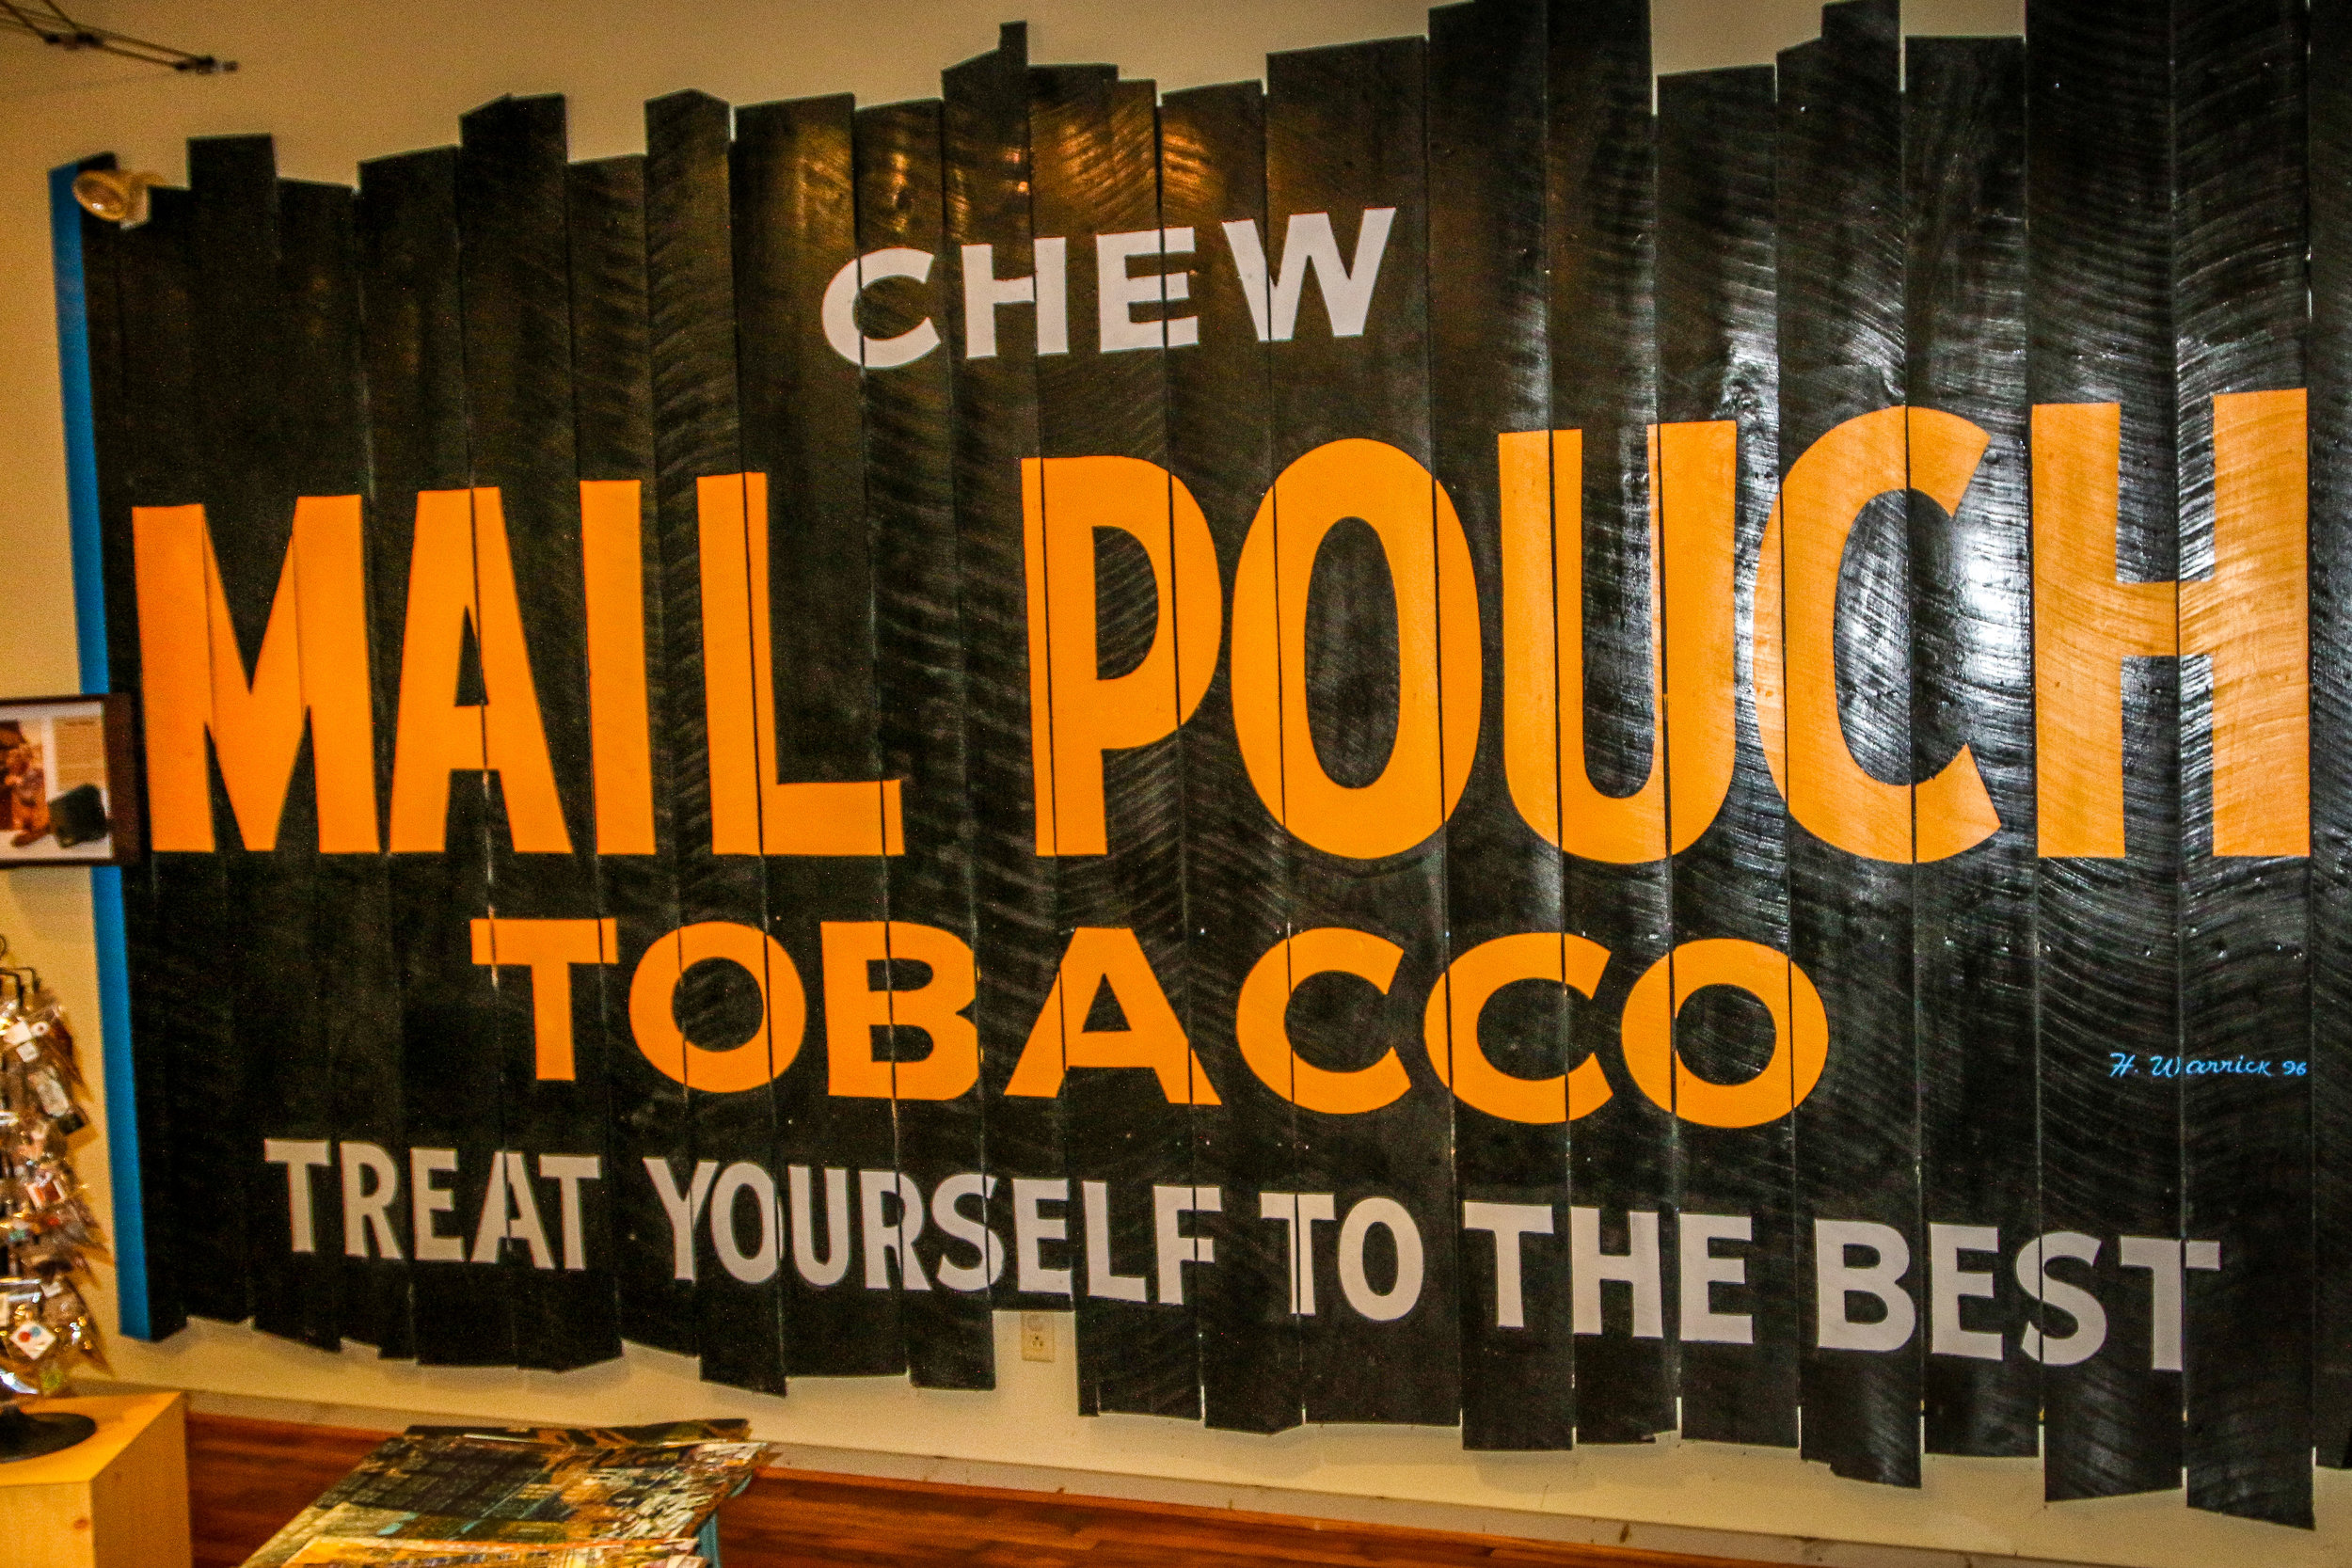 CHEW
MAIL POUCH
TOBACCO
H. Warrick 96
TREAT YOURSELF TO THE BEST